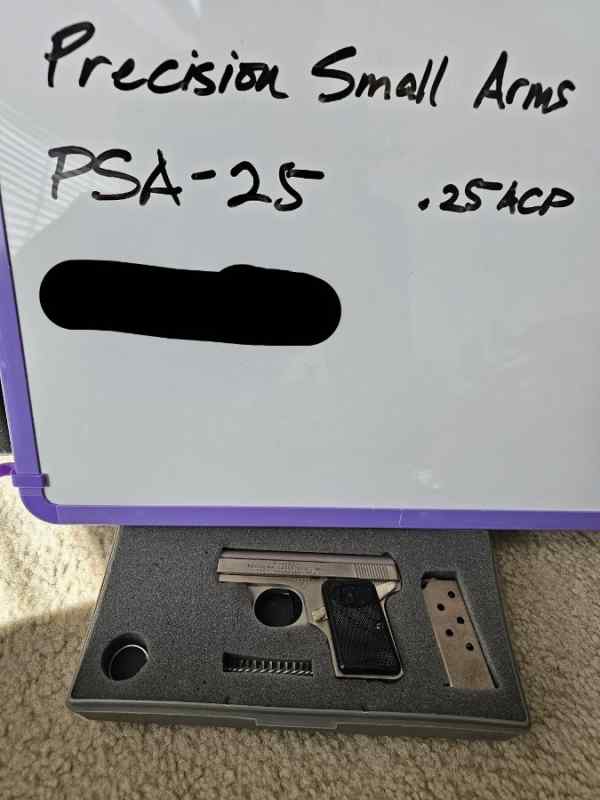 Precision Small Arms
PSA-25 .25 ACP